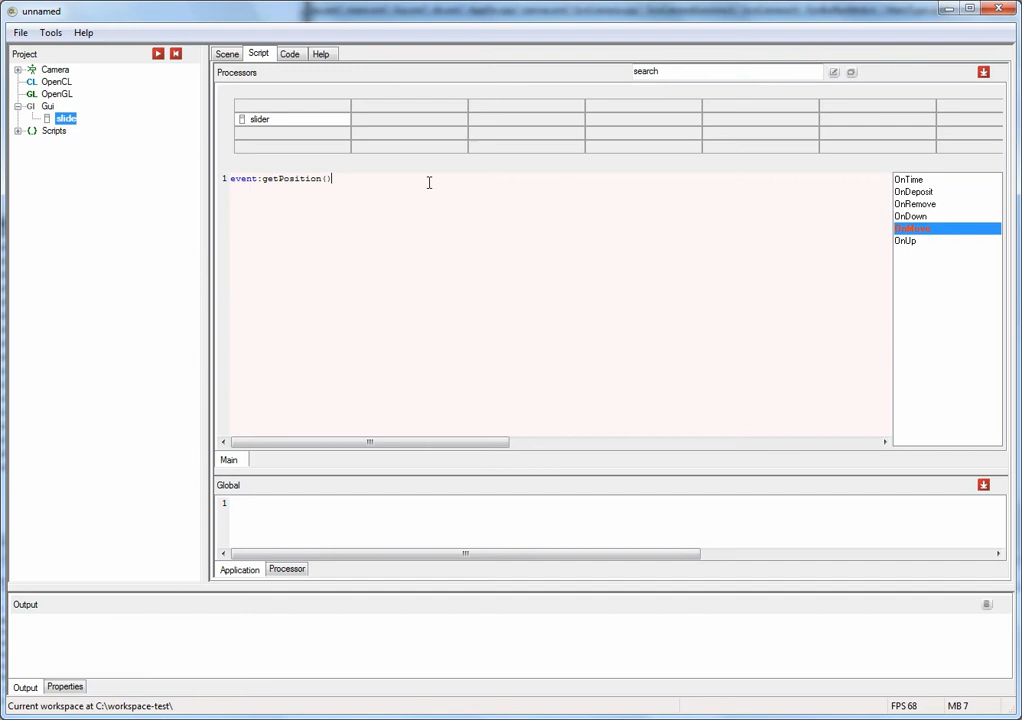 unnamed
File Tools Help
Project
Camera
CL OpenCL
GL OpenGL
GI Gui
slide
{ } Scripts
Scene Script Code Help
Processors
search
slider
1 event:getPosition()
OnTime
OnDeposit
OnRemove
OnDown
OnMove
OnUp
Main
Global
1
Application Processor
Output
Output Properties
Current workspace at C:\workspace-test\ FPS 68 MB 7